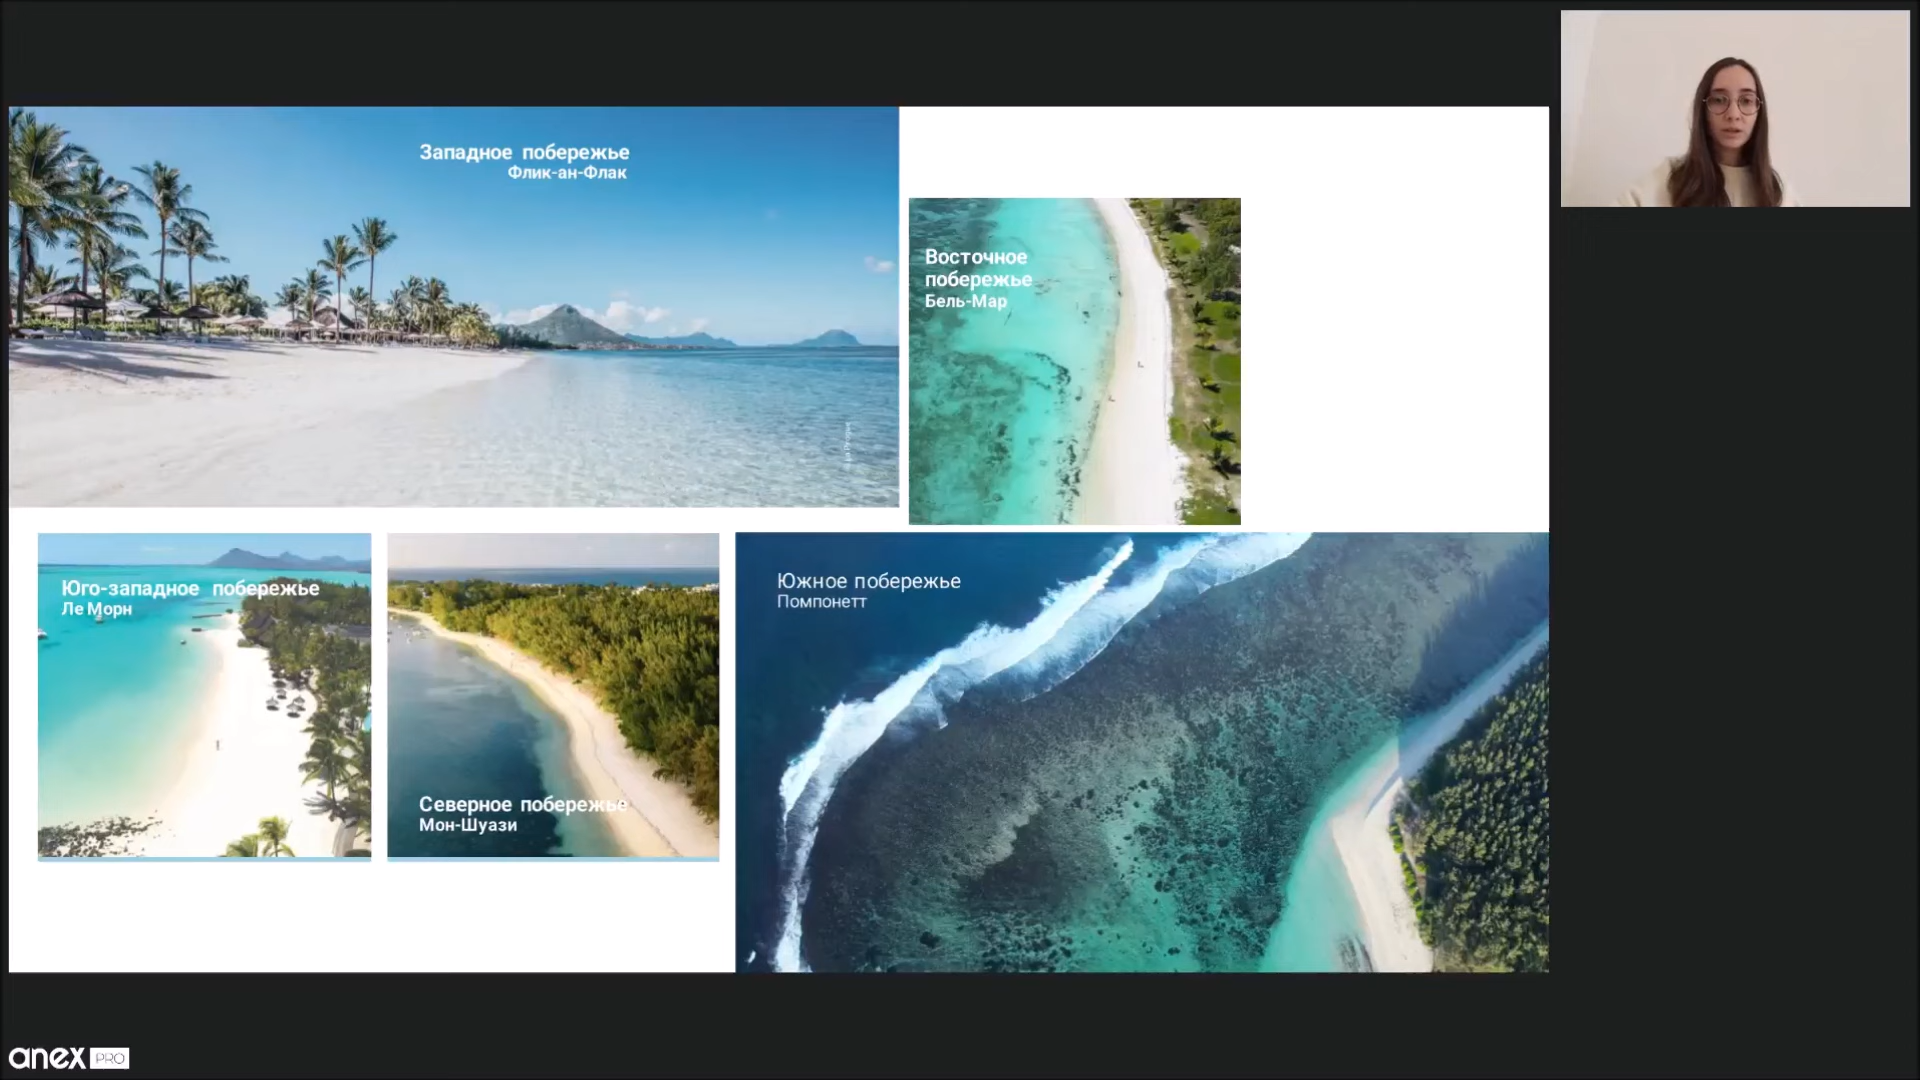 Западное побережье
Флик-ан-Флак
Восточное
побережье
Бель-Мар
Юго-западное побережье
Ле Морн
Северное побережье
Мон-Шуази
Южное побережье
Помпонетт
anex PRO